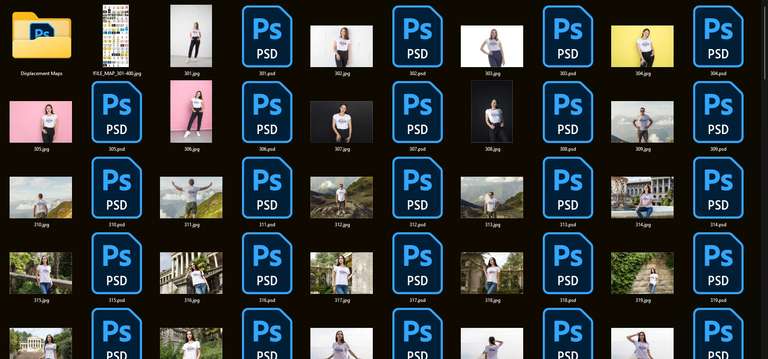 Ps
Ps
PSD
Ps
PSD
Ps
PSD
Ps
PSD
Displacement Maps
!FILE_MAP_301-400.jpg
301.jpg
301.psd
302.jpg
302.psd
303.jpg
303.psd
304.jpg
304.psd
Ps
PSD
Ps
PSD
Ps
PSD
Ps
PSD
Ps
PSD
305.jpg
305.psd
306.jpg
306.psd
307.jpg
307.psd
308.jpg
308.psd
309.jpg
309.psd
Ps
PSD
Ps
PSD
Ps
PSD
Ps
PSD
Ps
PSD
310.jpg
310.psd
311.jpg
311.psd
312.jpg
312.psd
313.jpg
313.psd
314.jpg
314.psd
Ps
PSD
Ps
PSD
Ps
PSD
Ps
PSD
Ps
PSD
315.jpg
315.psd
316.jpg
316.psd
317.jpg
317.psd
318.jpg
318.psd
319.jpg
319.psd
Ps
PSD
Ps
PSD
Ps
PSD
Ps
PSD
Ps
PSD